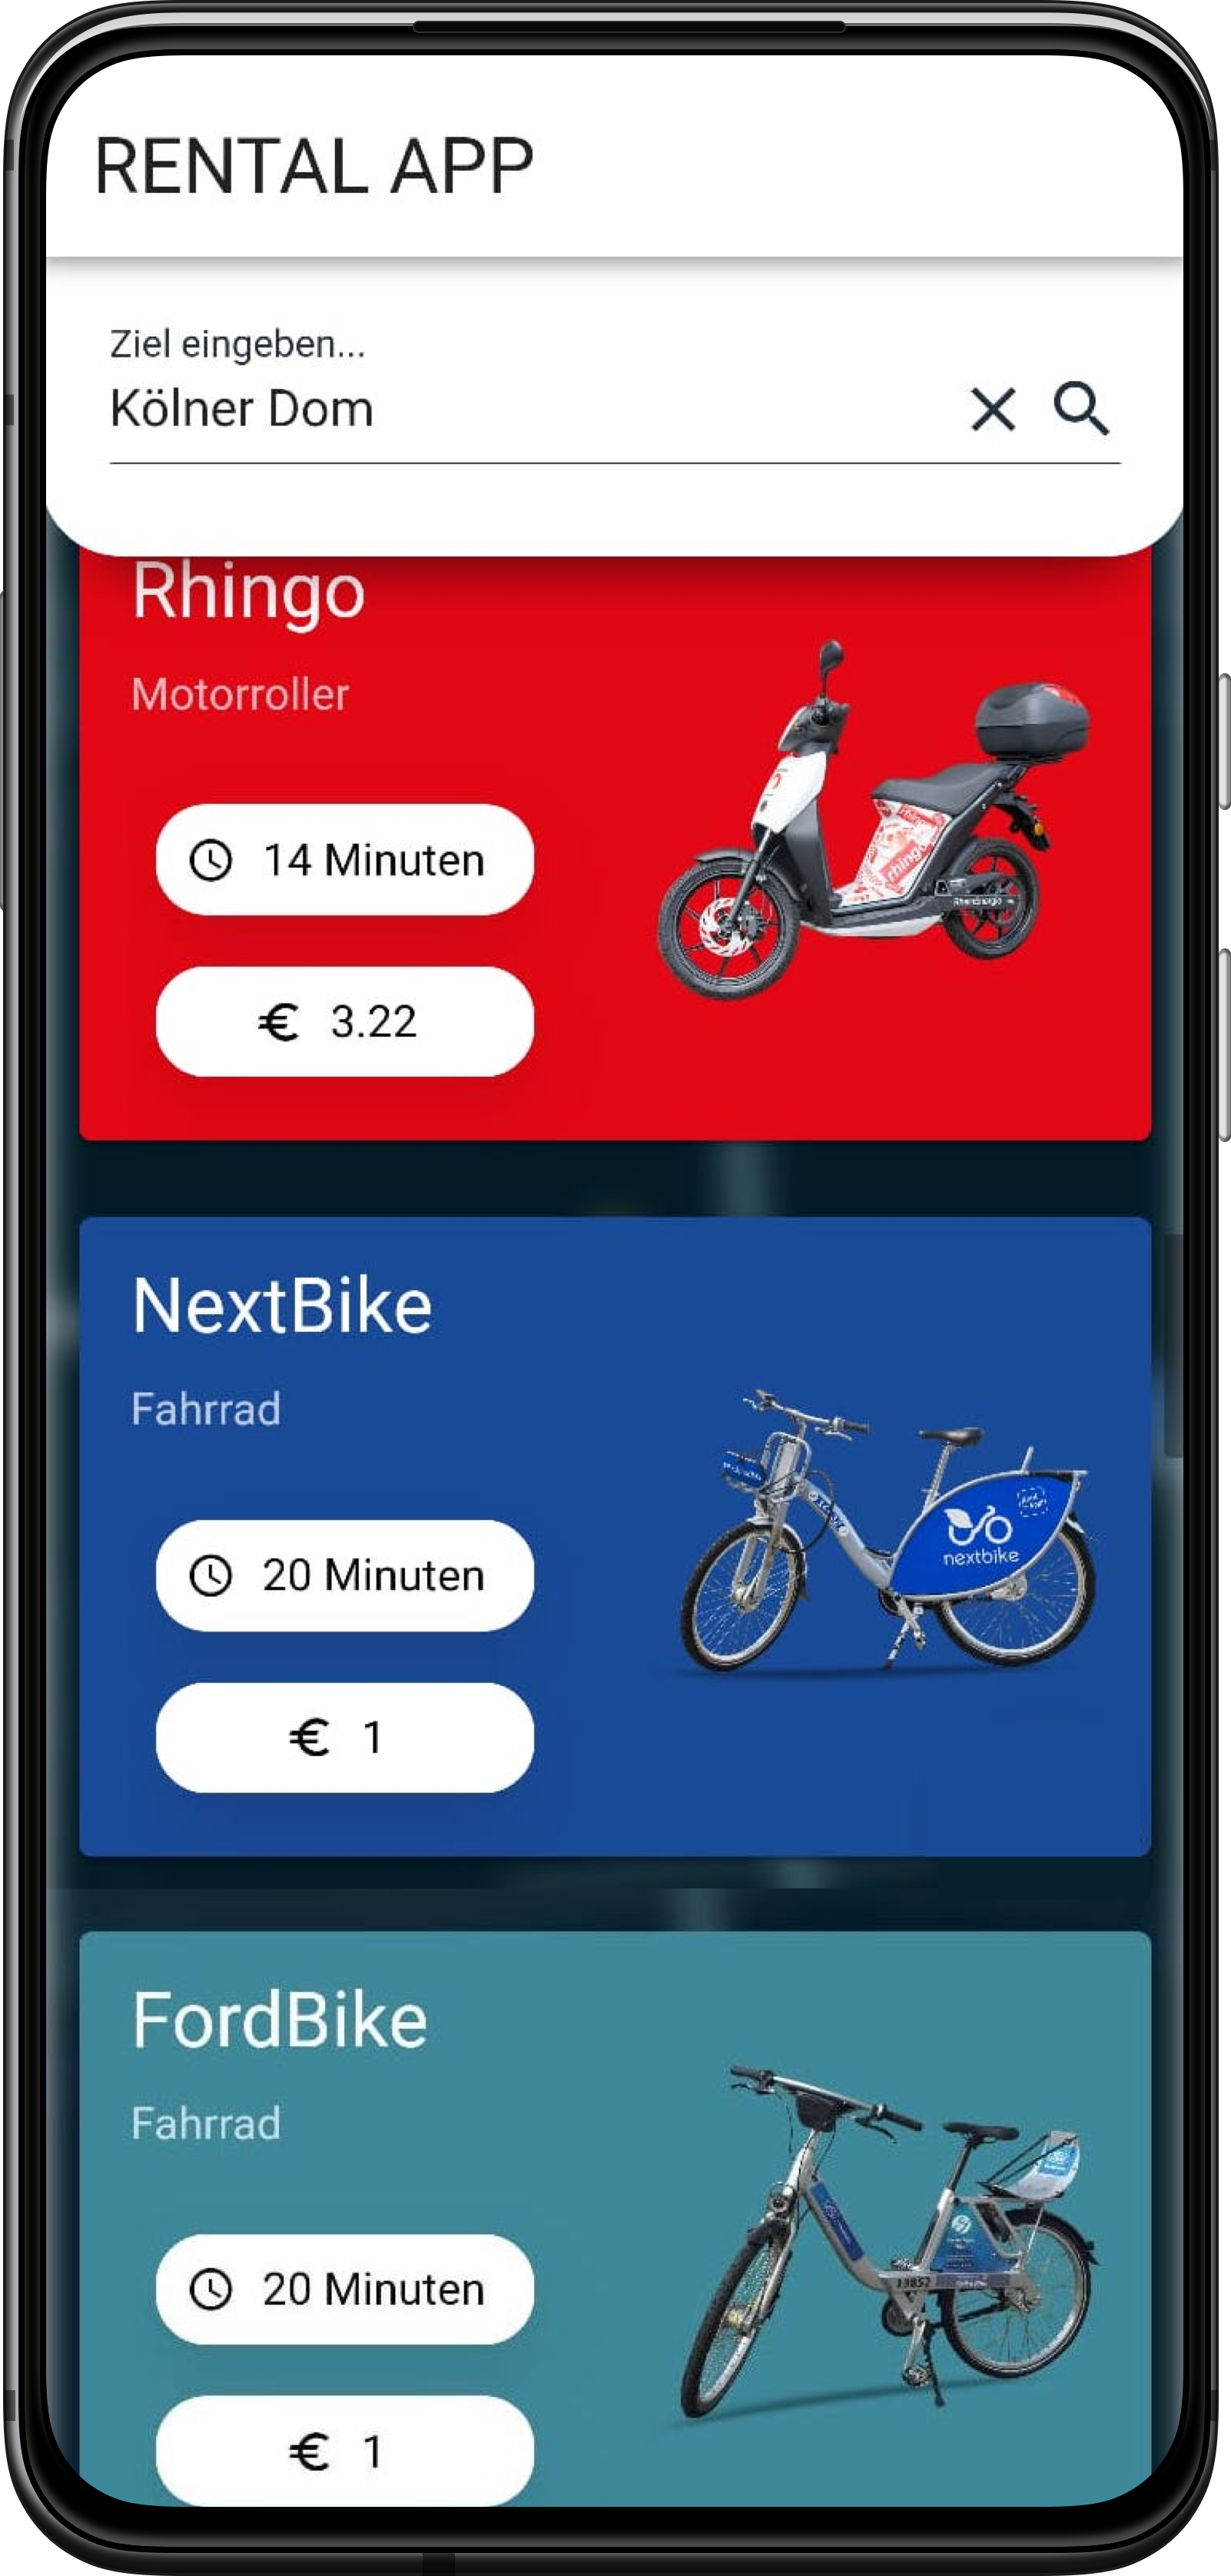 RENTAL APP
Ziel eingeben...
Kölner Dom
Rhingo
Motorroller
14 Minuten
€ 3.22
rhingo
NextBike
Fahrrad
20 Minuten
€ 1
nextbike
FordBike
Fahrrad
20 Minuten
€ 1